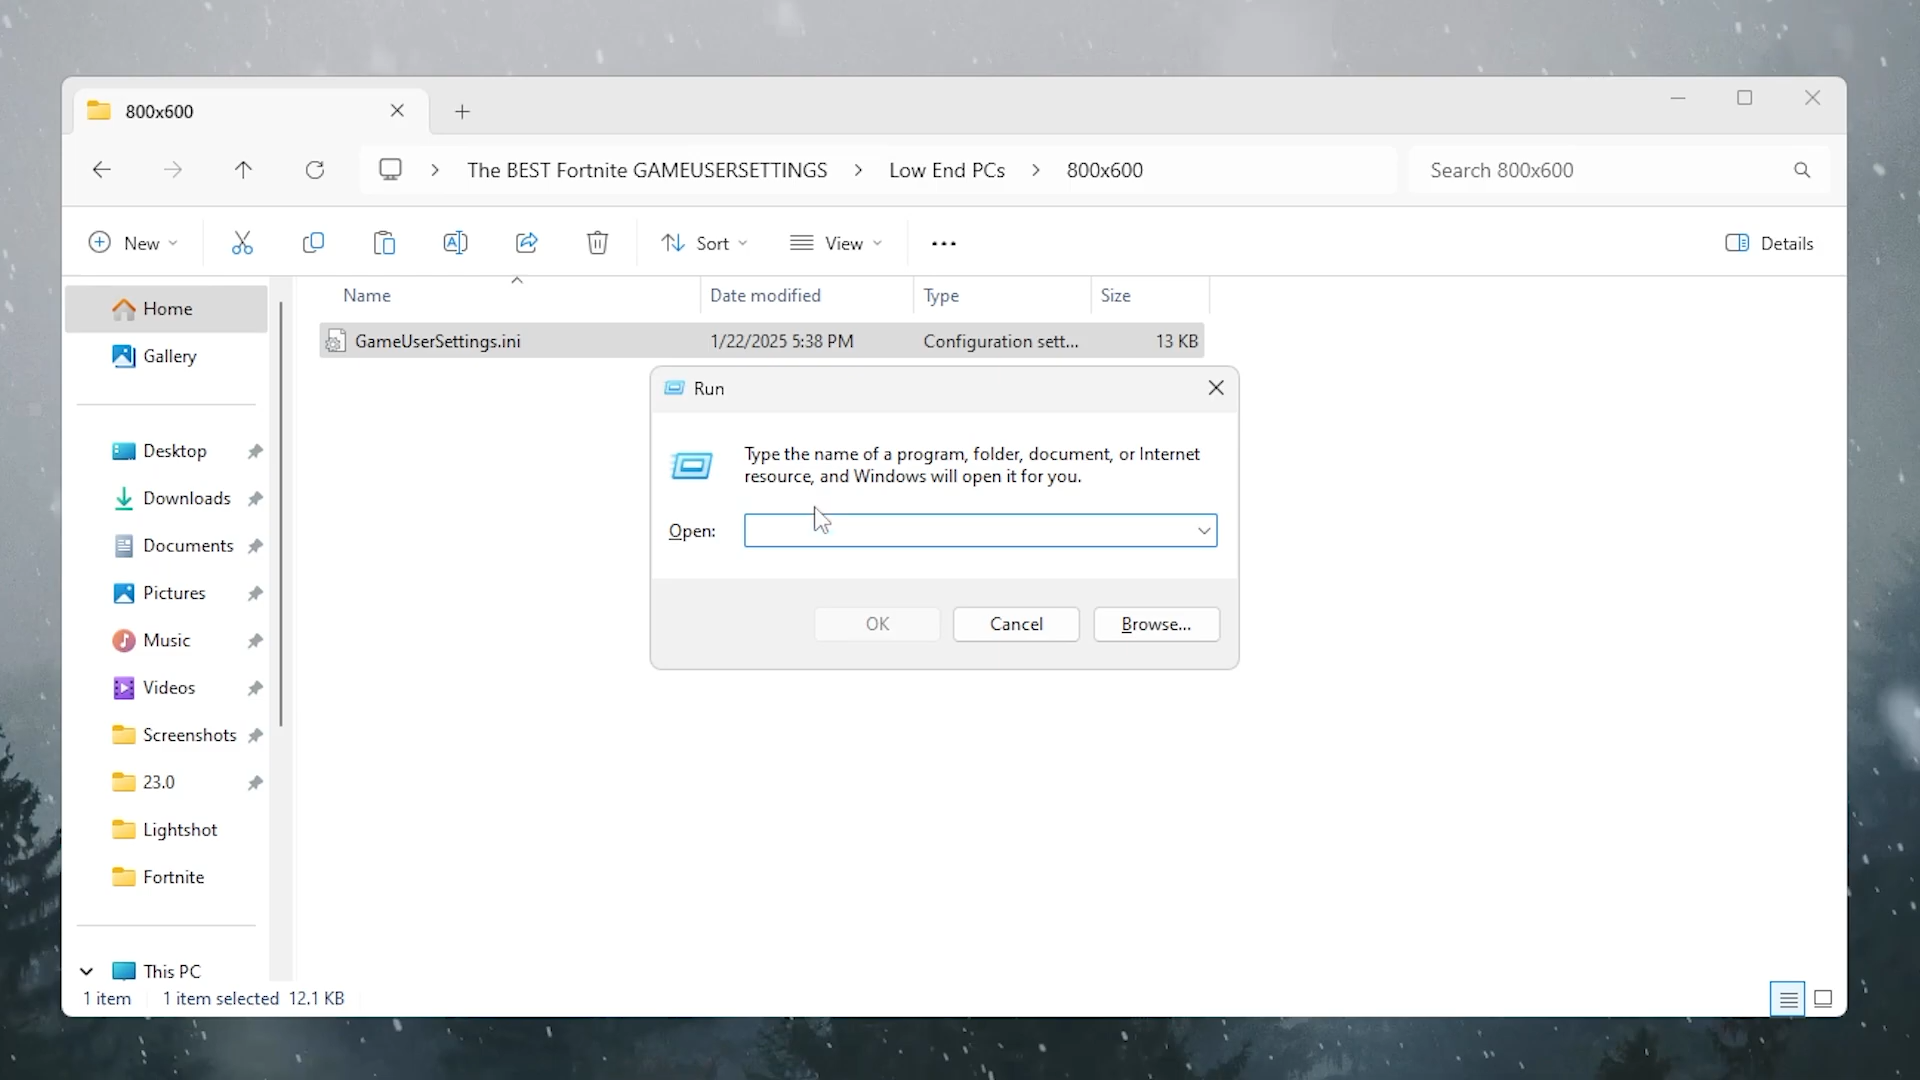 800x600
The BEST Fortnite GAMEUSERSETTINGS > Low End PCs > 800x600
Search 800x600
New
Sort
View
Details
Name
Date modified
Type
Size
GameUserSettings.ini
1/22/2025 5:38 PM
Configuration sett...
13 KB
Home
Gallery
Desktop
Downloads
Documents
Pictures
Music
Videos
Screenshots
23.0
Lightshot
Fortnite
This PC
Run
Type the name of a program, folder, document, or Internet
resource, and Windows will open it for you.
Open:
OK
Cancel
Browse...
1 item
1 item selected 12.1 KB